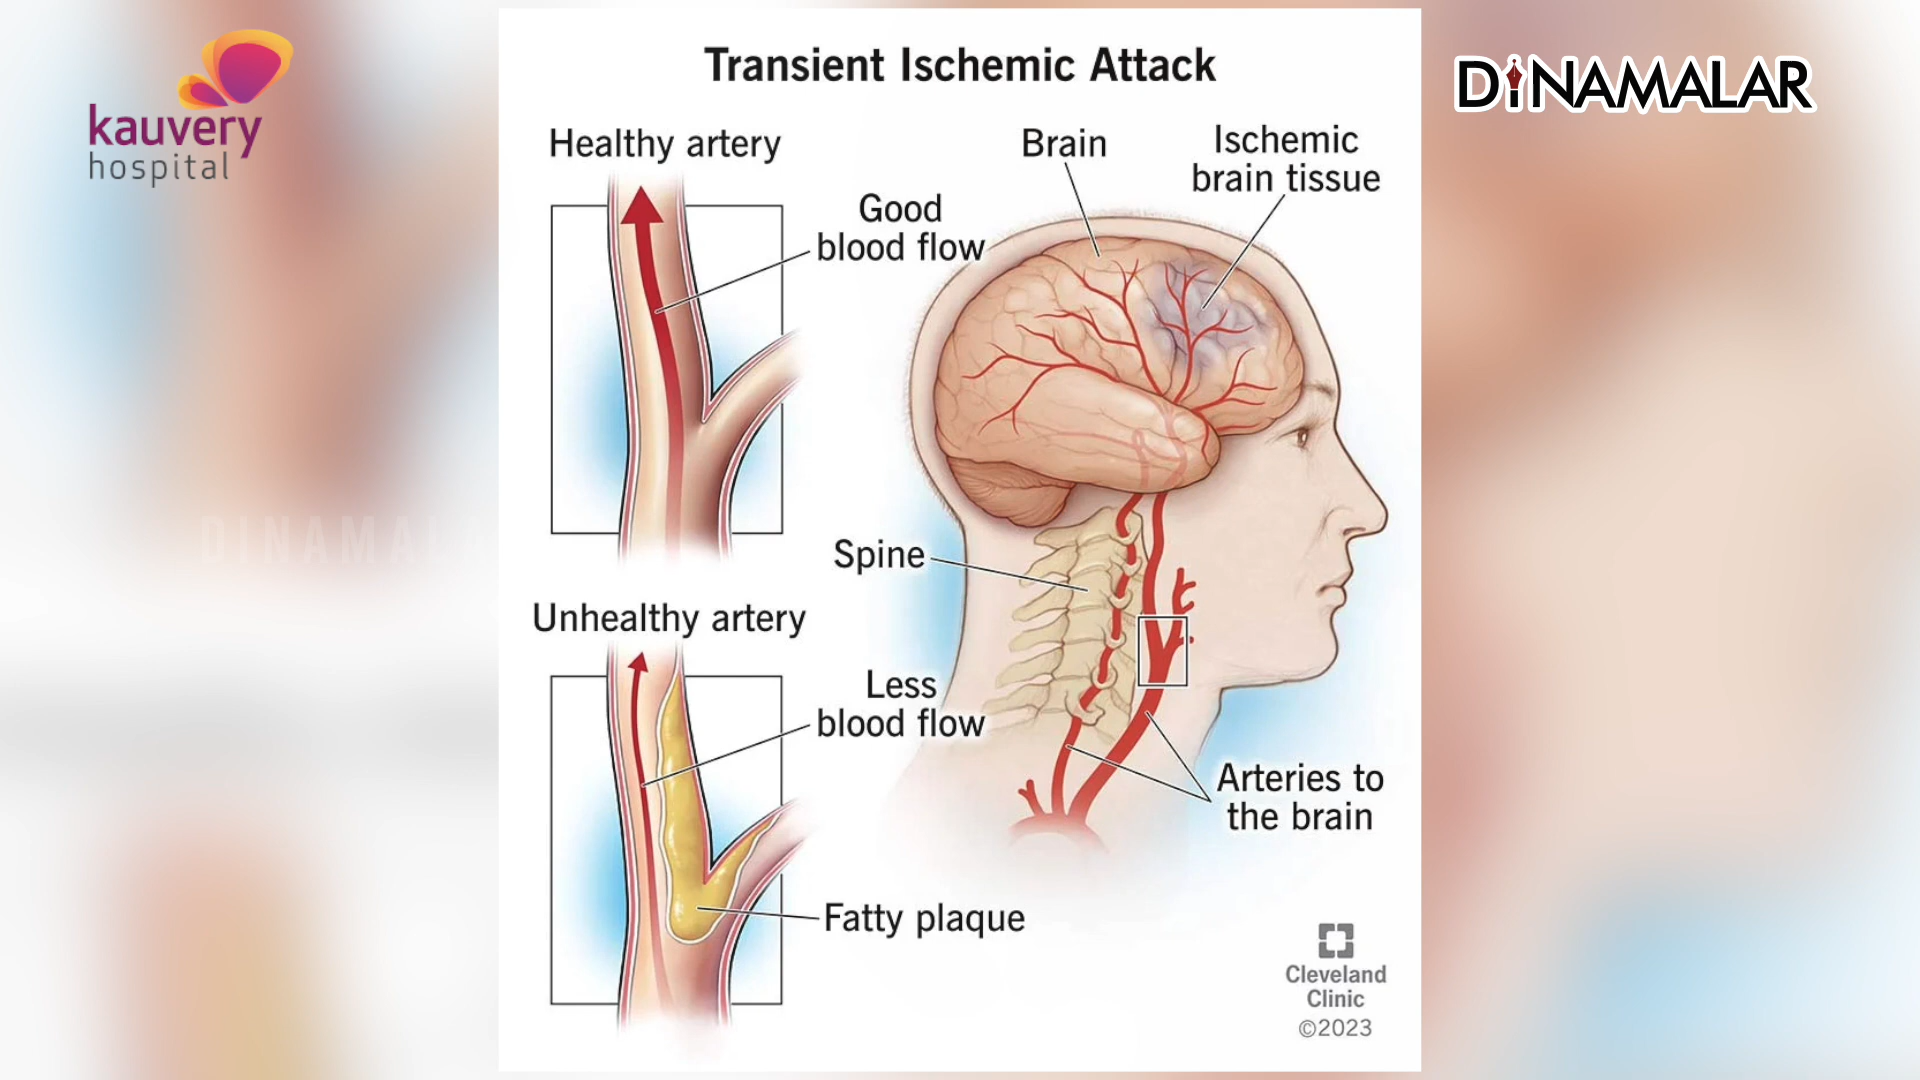 kauvery
hospital
DINAMALAR
Transient Ischemic Attack
Healthy artery
Good
blood flow
Brain
Ischemic
brain tissue
Spine
Unhealthy artery
Less
blood flow
Arteries to
the brain
Fatty plaque
Cleveland
Clinic
©2023
DINAMALA